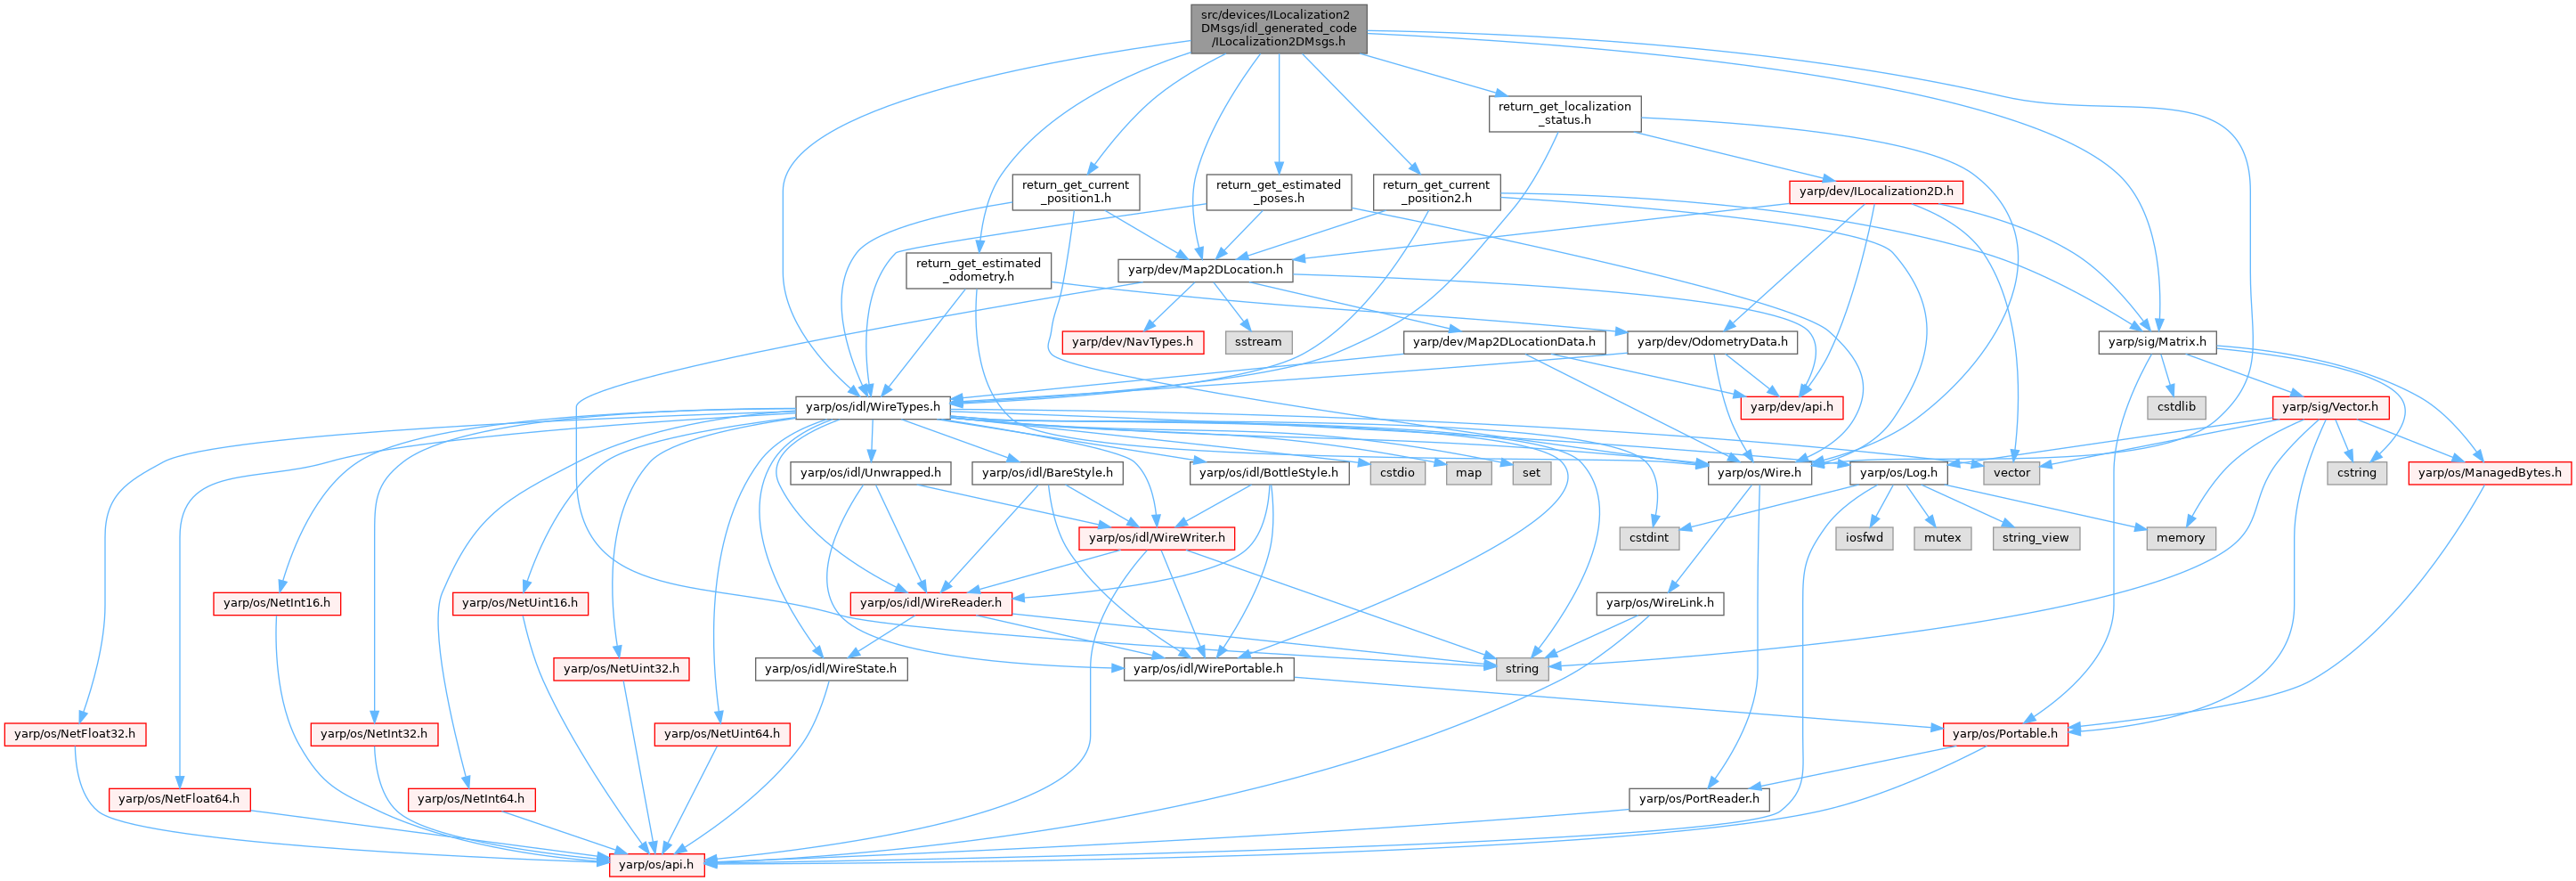 src/devices/ILocalization2
DMsgs/idl_generated_code
/ILocalization2DMsgs.h
return_get_localization
_status.h
return_get_current
_position1.h
return_get_estimated
_poses.h
return_get_current
_position2.h
yarp/dev/ILocalization2D.h
return_get_estimated
_odometry.h
yarp/dev/Map2DLocation.h
yarp/dev/NavTypes.h
sstream
yarp/dev/Map2DLocationData.h
yarp/dev/OdometryData.h
yarp/sig/Matrix.h
yarp/os/idl/WireTypes.h
yarp/dev/api.h
cstdlib
yarp/sig/Vector.h
yarp/os/idl/Unwrapped.h
yarp/os/idl/BareStyle.h
yarp/os/idl/BottleStyle.h
cstdio
map
set
yarp/os/Wire.h
yarp/os/Log.h
vector
cstring
yarp/os/ManagedBytes.h
yarp/os/idl/WireWriter.h
cstdint
iosfwd
mutex
string_view
memory
yarp/os/NetInt16.h
yarp/os/NetUint16.h
yarp/os/idl/WireReader.h
yarp/os/WireLink.h
yarp/os/NetUint32.h
yarp/os/idl/WireState.h
yarp/os/idl/WirePortable.h
string
yarp/os/NetFloat32.h
yarp/os/NetInt32.h
yarp/os/NetUint64.h
yarp/os/Portable.h
yarp/os/NetFloat64.h
yarp/os/NetInt64.h
yarp/os/PortReader.h
yarp/os/api.h